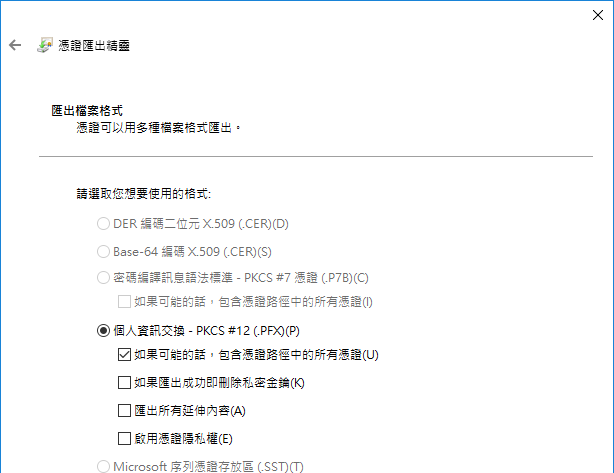 憑證匯出精靈
匯出檔案格式
憑證可以用多種檔案格式匯出。
請選取您想要使用的格式:
DER 編碼二位元 X.509 (.CER)(D)
Base-64 編碼 X.509 (.CER)(S)
密碼編譯訊息語法標準 - PKCS #7 憑證 (.P7B)(C)
如果可能的話，包含憑證路徑中的所有憑證(I)
個人資訊交換 - PKCS #12 (.PFX)(P)
如果可能的話，包含憑證路徑中的所有憑證(U)
如果匯出成功即刪除私密金鑰(K)
匯出所有延伸內容(A)
啟用憑證隱私權(E)
Microsoft 序列憑證存放區 (.SST)(T)